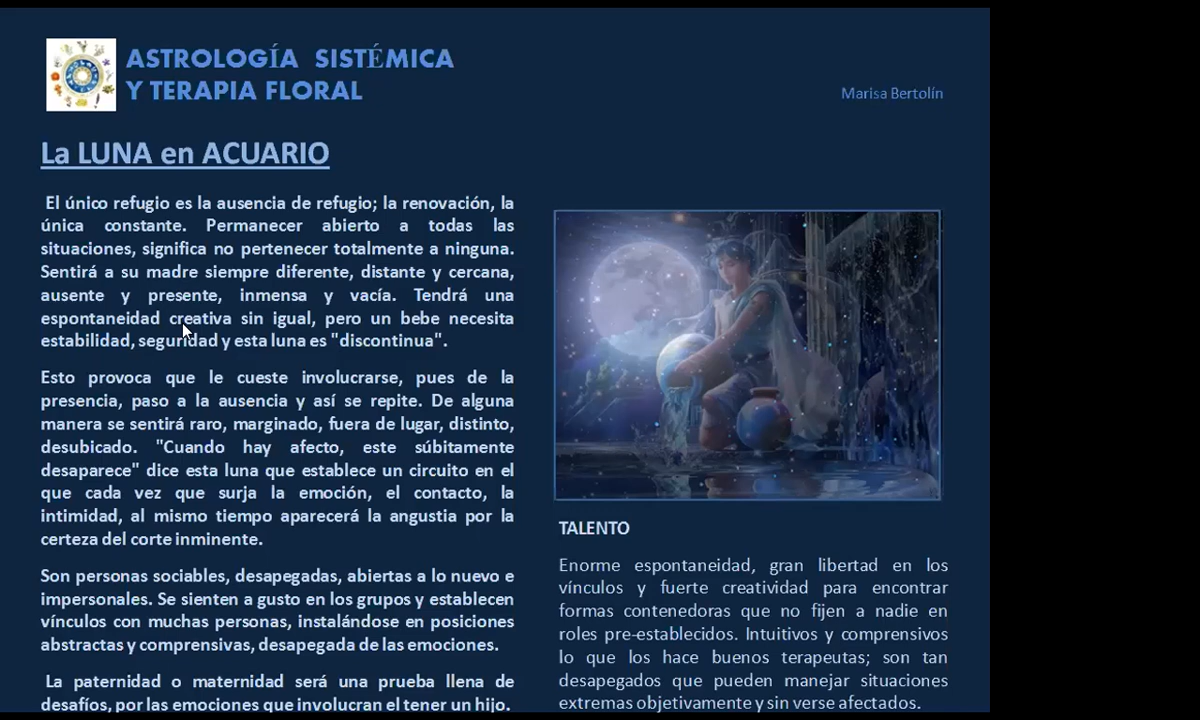 ASTROLOGÍA SISTÉMICA
Y TERAPIA FLORAL
Marisa Bertolín
La LUNA en ACUARIO
El único refugio es la ausencia de refugio; la renovación, la
única constante. Permanecer abierto a todas las
situaciones, significa no pertenecer totalmente a ninguna.
Sentirá a su madre siempre diferente, distante y cercana,
ausente y presente, inmensa y vacía. Tendrá una
espontaneidad creativa sin igual, pero un bebe necesita
estabilidad, seguridad y esta luna es "discontinua".
Esto provoca que le cueste involucrarse, pues de la
presencia, paso a la ausencia y así se repite. De alguna
manera se sentirá raro, marginado, fuera de lugar, distinto,
desubicado. "Cuando hay afecto, este súbitamente
desaparece" dice esta luna que establece un circuito en el
que cada vez que surja la emoción, el contacto, la
intimidad, al mismo tiempo aparecerá la angustia por la
certeza del corte inminente.
Son personas sociables, desapegadas, abiertas a lo nuevo e
impersonales. Se sienten a gusto en los grupos y establecen
vínculos con muchas personas, instalándose en posiciones
abstractas y comprensivas, desapegada de las emociones.
La paternidad o maternidad será una prueba llena de
desafíos, por las emociones que involucran el tener un hijo.
TALENTO
Enorme espontaneidad, gran libertad en los
vínculos y fuerte creatividad para encontrar
formas contenedoras que no fijen a nadie en
roles pre-establecidos. Intuitivos y comprensivos
lo que los hace buenos terapeutas; son tan
desapegados que pueden manejar situaciones
extremas objetivamente y sin verse afectados.